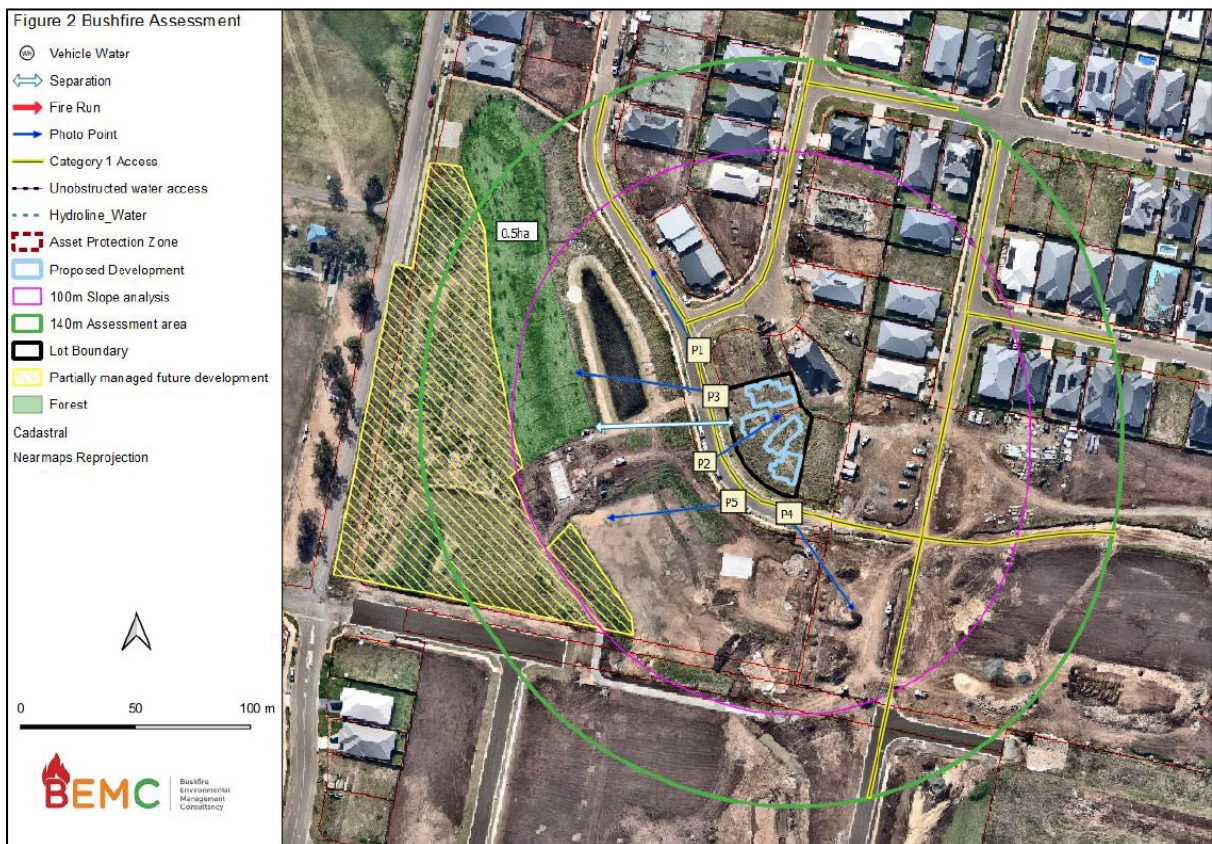 Figure 2 Bushfire Assessment
Vehicle Water
Separation
Fire Run
Photo Point
Category 1 Access
Unobstructed water access
Hydroline_Water
Asset Protection Zone
Proposed Development
100m Slope analysis
140m Assessment area
Lot Boundary
Partially managed future development
Forest
Cadastral
Nearmaps Reprojection
0 50 100 m
BEMC
Bushfire
Environmental
Management
Consultancy
0.5ha
P1
P3
P2
P5
P4